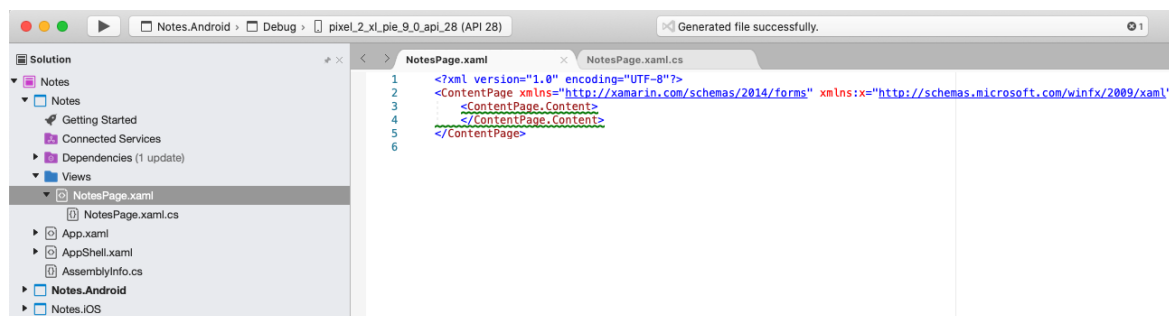 Notes.Android › Debug › pixel_2_xl_pie_9_0_api_28 (API 28)
Generated file successfully.
1
Solution
NotesPage.xaml
NotesPage.xaml.cs
Notes
Notes
Getting Started
Connected Services
Dependencies (1 update)
Views
NotesPage.xaml
NotesPage.xaml.cs
App.xaml
AppShell.xaml
AssemblyInfo.cs
Notes.Android
Notes.iOS
1 <?xml version="1.0" encoding="UTF-8"?>
2 <ContentPage xmlns="http://xamarin.com/schemas/2014/forms" xmlns:x="http://schemas.microsoft.com/winfx/2009/xaml"
3 <ContentPage.Content>
4 </ContentPage.Content>
5 </ContentPage>
6